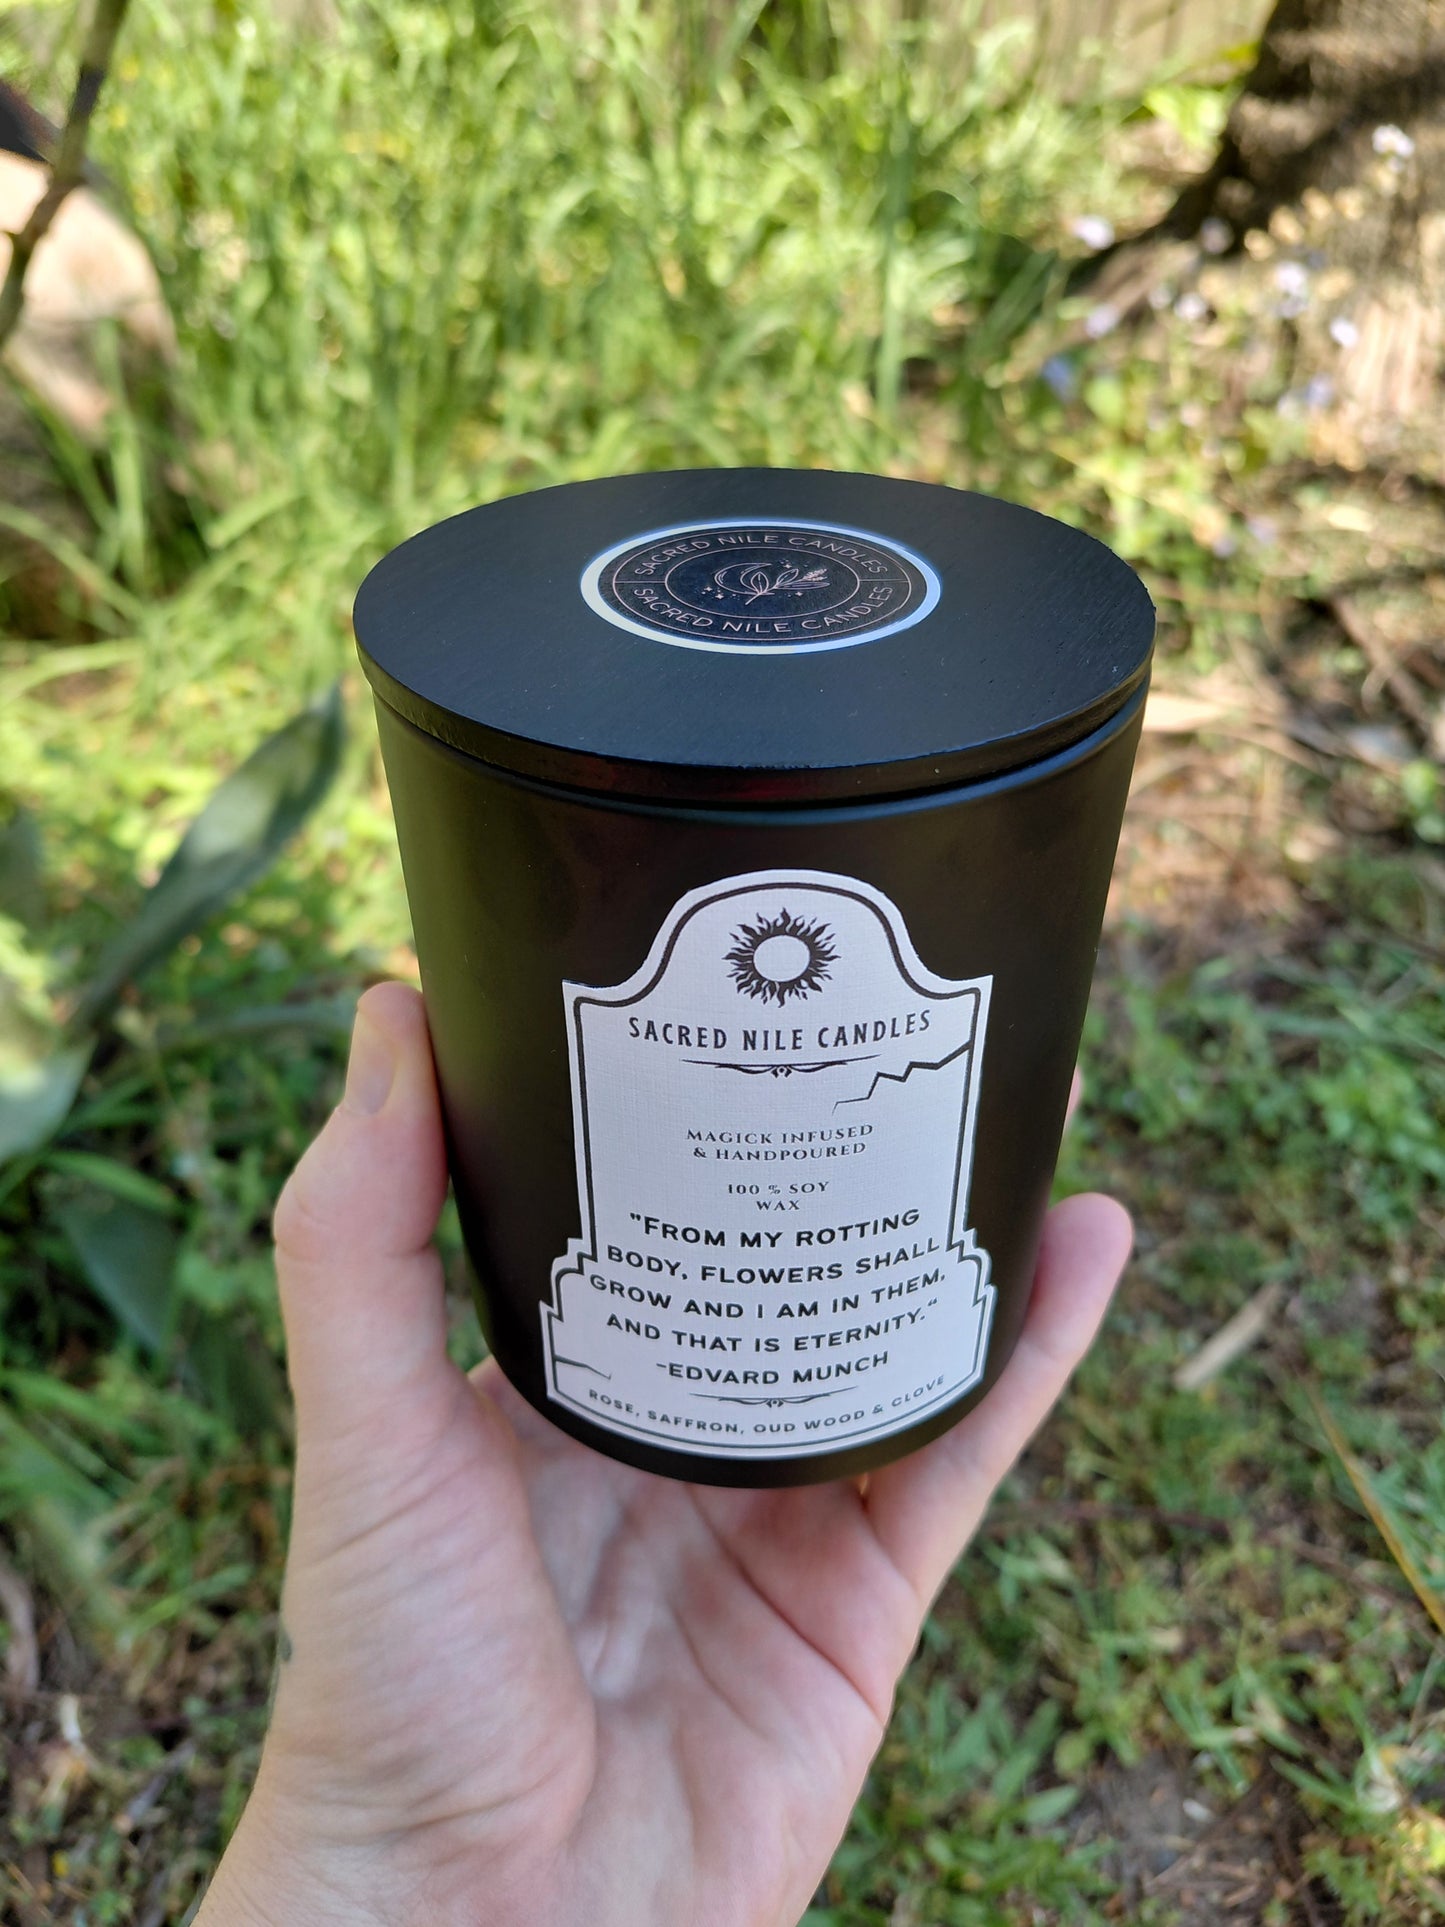 SACRED NILE CANDLES
SACRED NILE CANDLES
SACRED NILE CANDLES
MAGICK INFUSED
& HANDPOURED
100 % SOY
WAX
"FROM MY ROTTING
BODY, FLOWERS SHALL
GROW AND I AM IN THEM,
AND THAT IS ETERNITY."
-EDVARD MUNCH
ROSE, SAFFRON, OUD WOOD & CLOVE